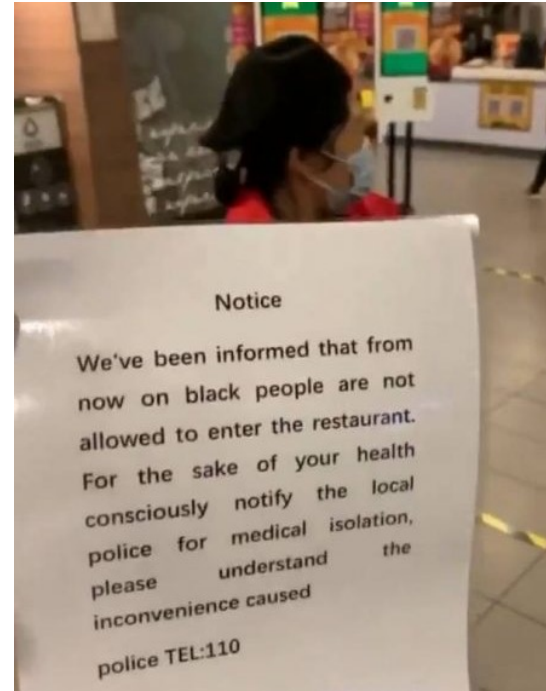 Notice
We've been informed that from
now on black people are not
allowed to enter the restaurant.
For the sake of your health
consciously notify the local
police for medical isolation,
please understand the
inconvenience caused
police TEL:110